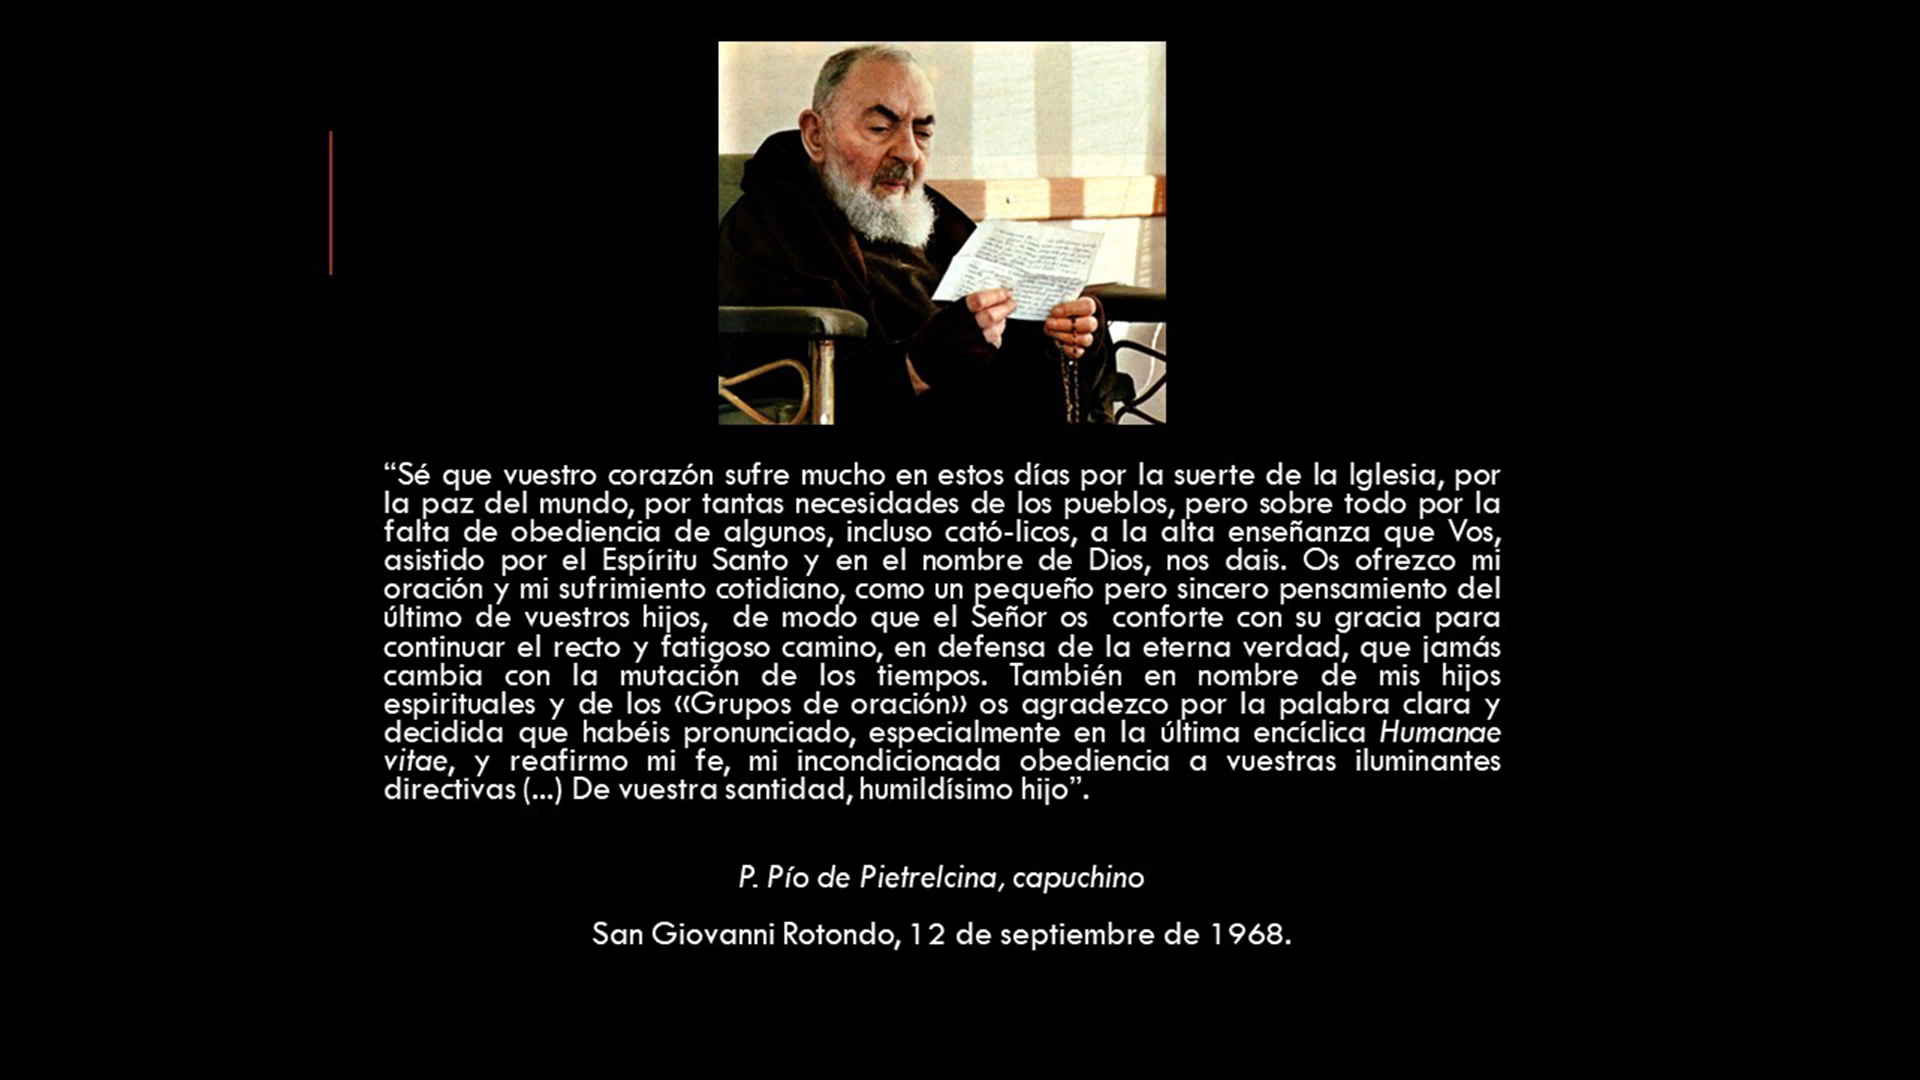 “Sé que vuestro corazón sufre mucho en estos días por la suerte de la Iglesia, por
la paz del mundo, por tantas necesidades de los pueblos, pero sobre todo por la
falta de obediencia de algunos, incluso cató-licos, a la alta enseñanza que Vos,
asistido por el Espíritu Santo y en el nombre de Dios, nos dais. Os ofrezco mi
oración y mi sufrimiento cotidiano, como un pequeño pero sincero pensamiento del
último de vuestros hijos, de modo que el Señor os conforte con su gracia para
continuar el recto y fatigoso camino, en defensa de la eterna verdad, que jamás
cambia con la mutación de los tiempos. También en nombre de mis hijos
espirituales y de los «Grupos de oración» os agradezco por la palabra clara y
decidida que habéis pronunciado, especialmente en la última encíclica Humanae
vitae, y reafirmo mi fe, mi incondicionada obediencia a vuestras iluminantes
directivas (...) De vuestra santidad, humildísimo hijo”.
P. Pío de Pietrelcina, capuchino
San Giovanni Rotondo, 12 de septiembre de 1968.